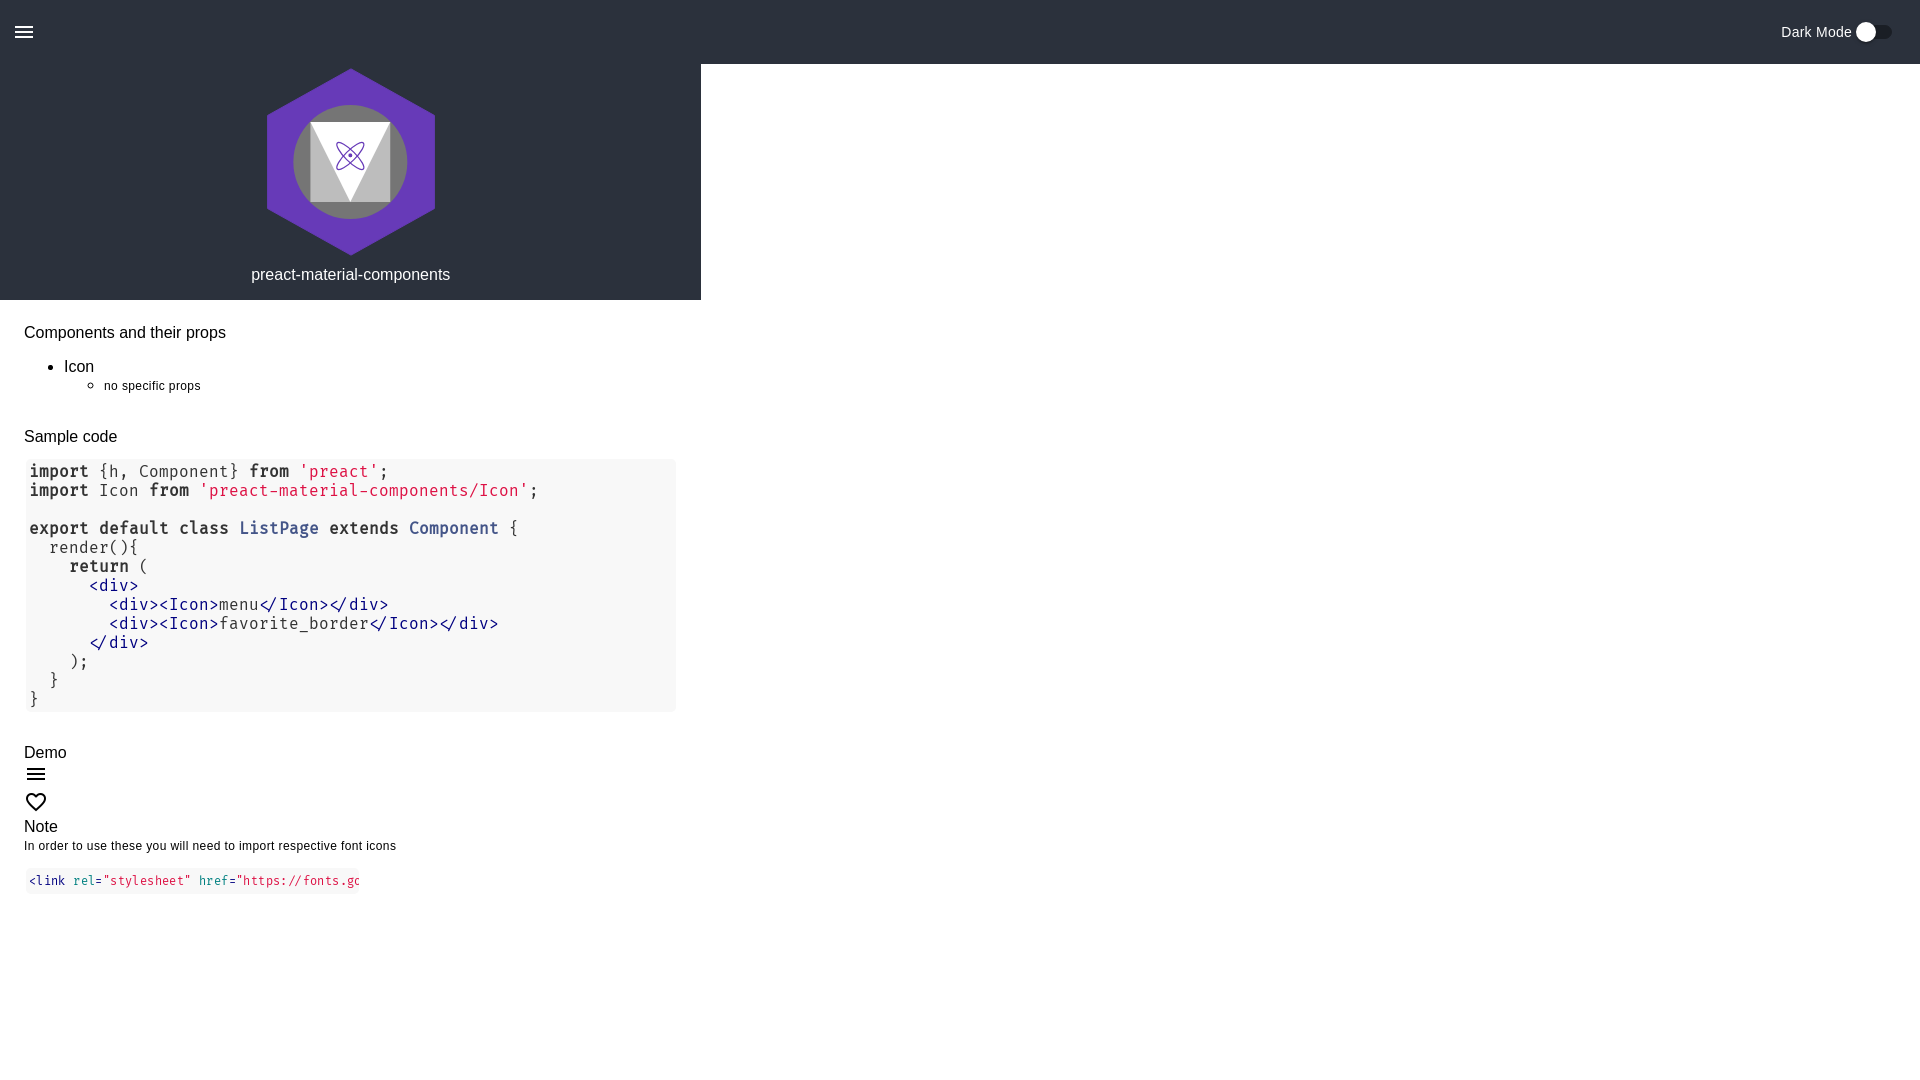 Dark Mode
preact-material-components
Components and their props
Icon
no specific props
Sample code
import {h, Component} from 'preact';
import Icon from 'preact-material-components/Icon';
export default class ListPage extends Component {
render(){
return (
<div>
<div><Icon>menu</Icon></div>
<div><Icon>favorite_border</Icon></div>
</div>
);
}
}
Demo
Note
In order to use these you will need to import respective font icons
<link rel="stylesheet" href="https://fonts.gc